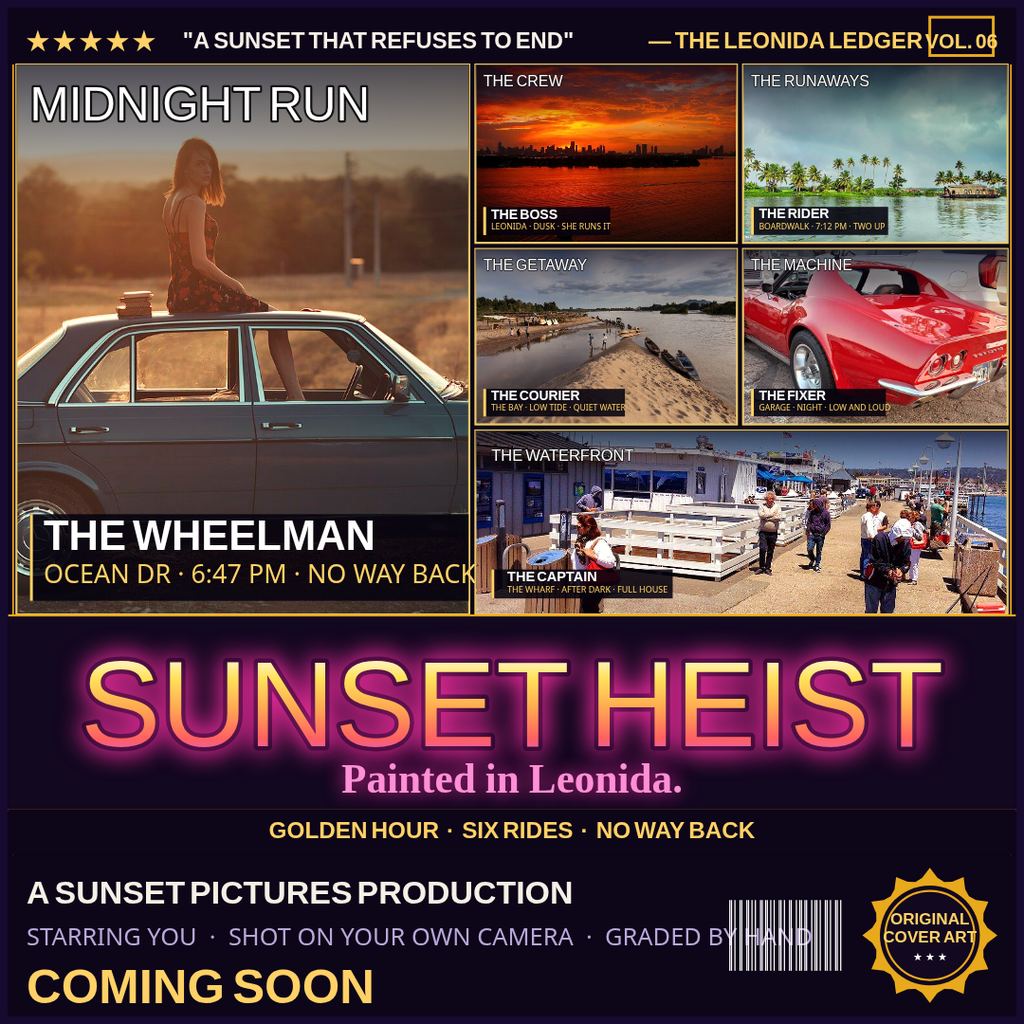 ★★★★★ "A SUNSET THAT REFUSES TO END" — THE LEONIDA LEDGER VOL. 06
MIDNIGHT RUN
THE WHEELMAN
OCEAN DR · 6:47 PM · NO WAY BACK
THE CREW
THE BOSS
LEONIDA · DUSK · SHE RUNS IT
THE RUNAWAYS
THE RIDER
BOARDWALK · 7:12 PM · TWO UP
THE GETAWAY
THE COURIER
THE BAY · LOW TIDE · QUIET WATER
THE MACHINE
THE FIXER
GARAGE · NIGHT · LOW AND LOUD
THE WATERFRONT
THE CAPTAIN
THE WHARF · AFTER DARK · FULL HOUSE
SUNSET HEIST
Painted in Leonida.
GOLDEN HOUR · SIX RIDES · NO WAY BACK
A SUNSET PICTURES PRODUCTION
STARRING YOU · SHOT ON YOUR OWN CAMERA · GRADED BY HAND
COMING SOON
ORIGINAL
COVER ART
★ ★ ★